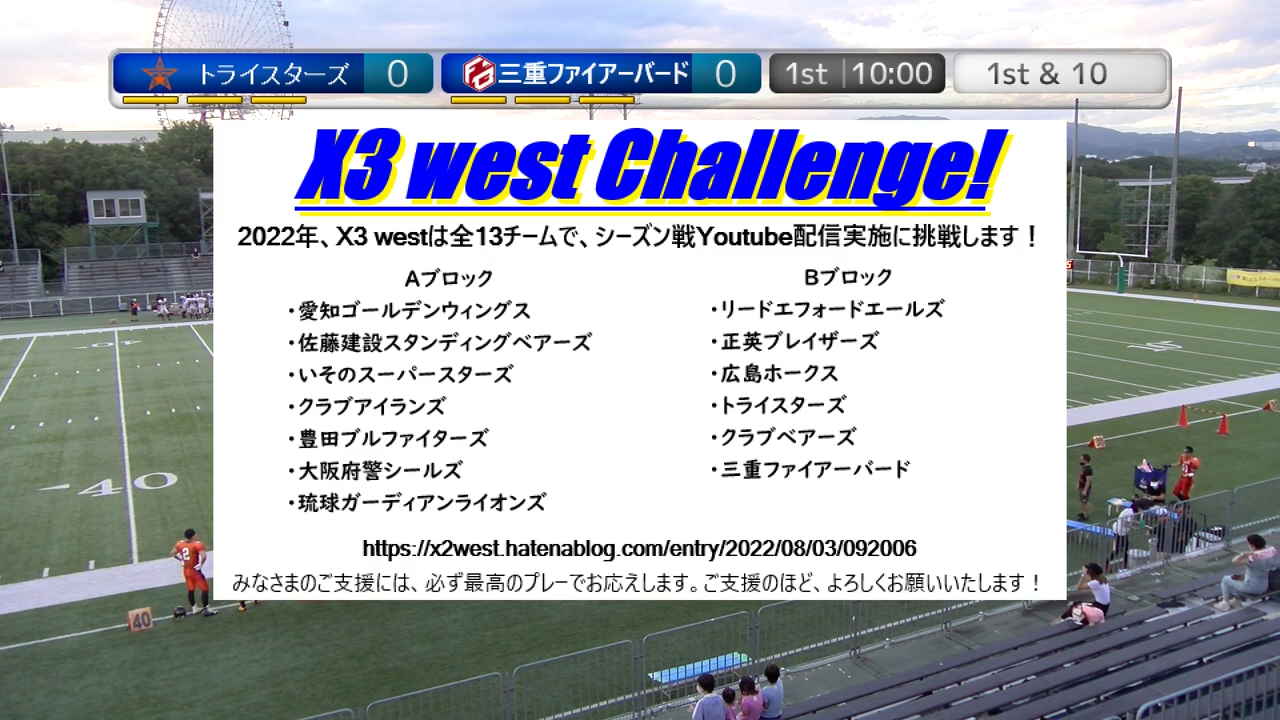 トライスターズ 0 三重ファイアーバード 0 1st 10:00 1st & 10
X3 west Challenge!
2022年、X3 westは全13チームで、シーズン戦Youtube配信実施に挑戦します！
Aブロック
・愛知ゴールデンウィングス
・佐藤建設スタンディングベアーズ
・いそのスーパースターズ
・クラブアイランズ
・豊田ブルファイターズ
・大阪府警シールズ
・琉球ガーディアンライオンズ
Bブロック
・リードエフォードエールズ
・正英ブレイザーズ
・広島ホークス
・トライスターズ
・クラブベアーズ
・三重ファイアーバード
https://x2west.hatenablog.com/entry/2022/08/03/092006
みなさまのご支援には、必ず最高のプレーでお応えします。ご支援のほど、よろしくお願いいたします！
40
2
40